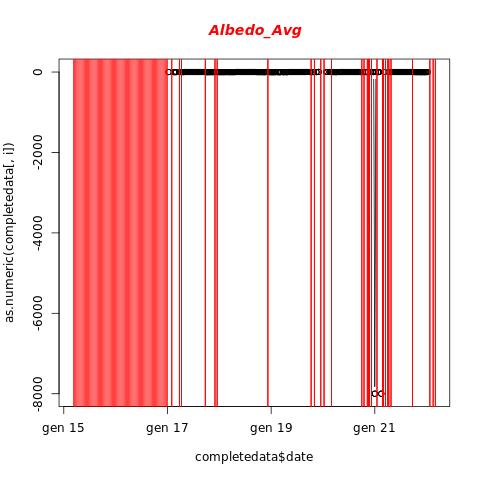 Albedo_Avg
as.numeric(completedata[, i])
0
-2000
-4000
-6000
-8000
gen 15
gen 17
gen 19
gen 21
completedata$date